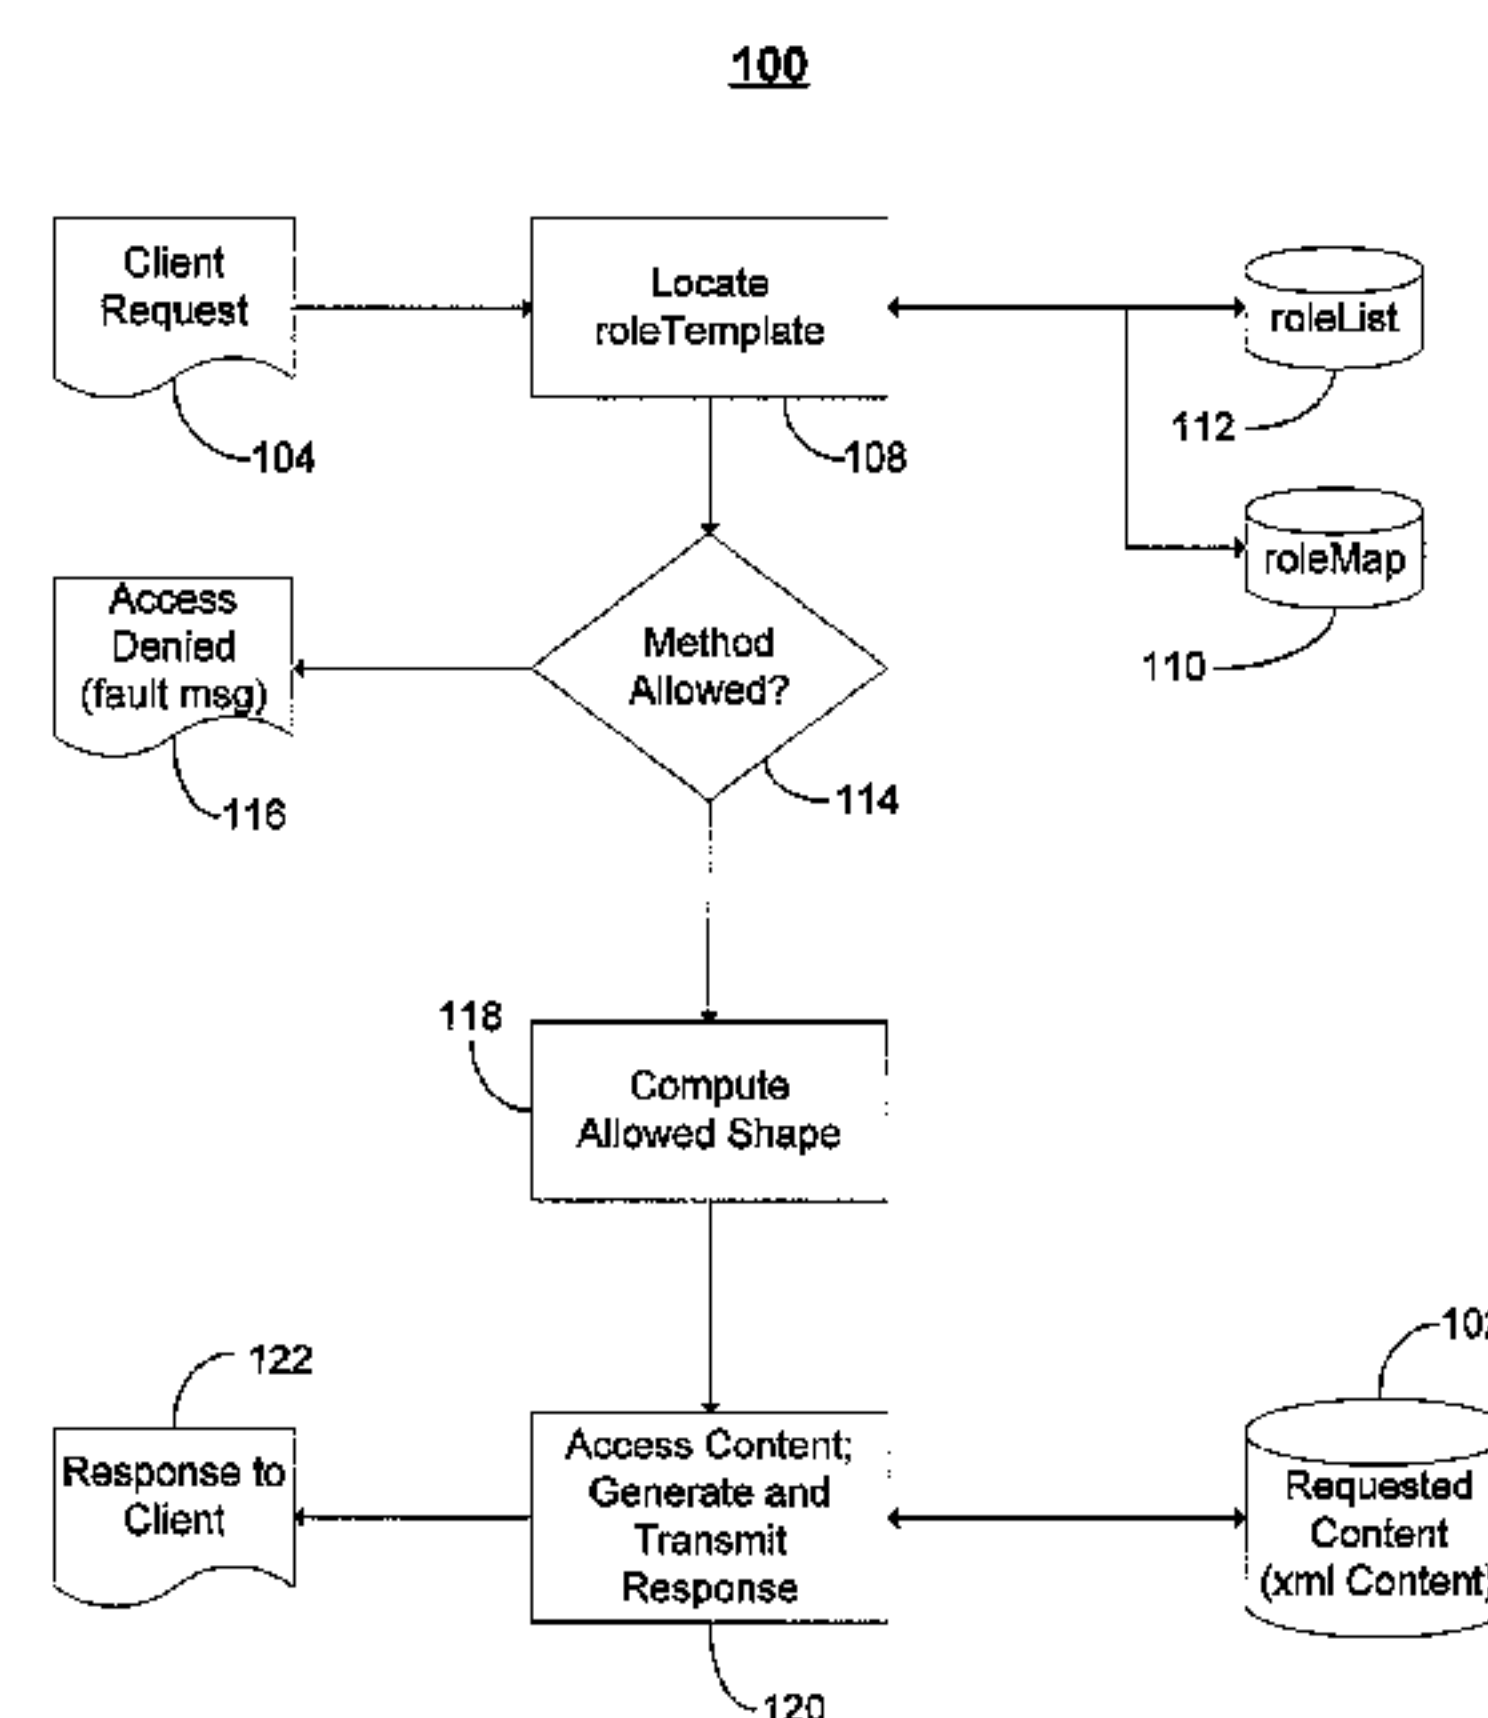 100
Client
Request
104
Locate
roleTemplate
108
roleList
112
roleMap
110
Access
Denied
(fault msg)
116
Method
Allowed?
114
118
Compute
Allowed Shape
122
Response to
Client
Access Content;
Generate and
Transmit
Response
120
Requested
Content
(xml Content)